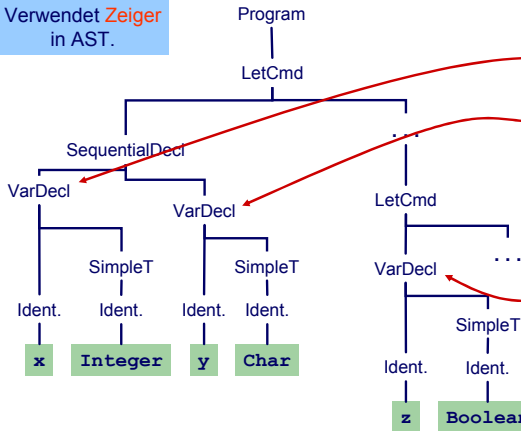 Verwendet Zeiger
in AST.
Program
LetCmd
SequentialDecl
...
VarDecl
VarDecl
LetCmd
SimpleT
SimpleT
VarDecl
...
Ident.
Ident.
Ident.
Ident.
SimpleT
x
Integer
y
Char
Ident.
Ident.
z
Boolean